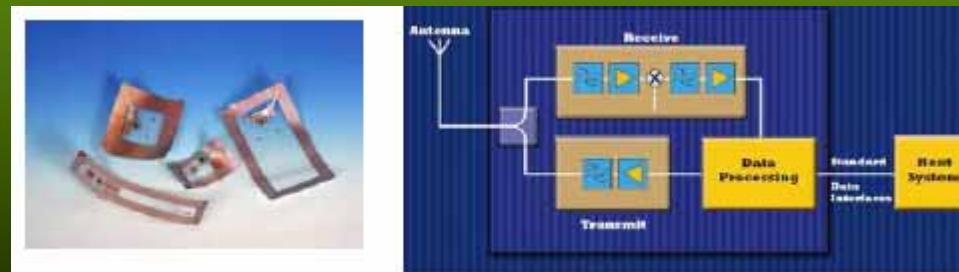 Antenna
Receive
Data
Processing
Standard
Data
Interfaces
Host
System
Transmit